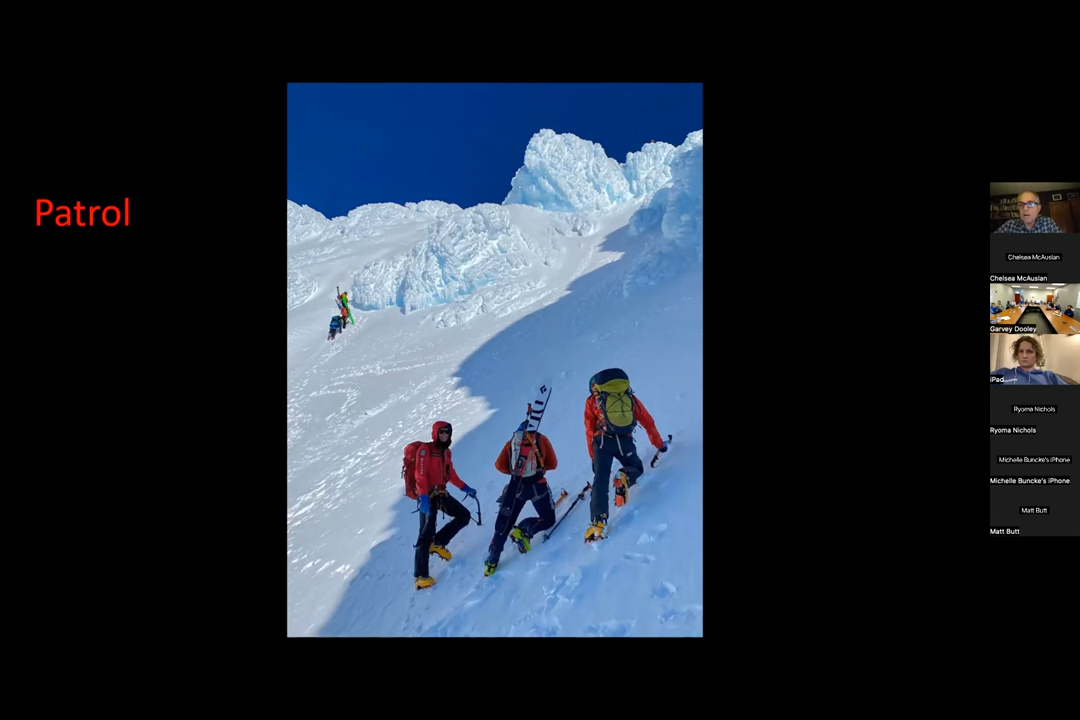 Patrol
Chelsea McAuslan
Chelsea McAuslan
Garvey Dooley
iPad
Ryoma Nichols
Ryoma Nichols
Michelle Buncke's iPhone
Michelle Buncke's iPhone
Matt Butt
Matt Butt